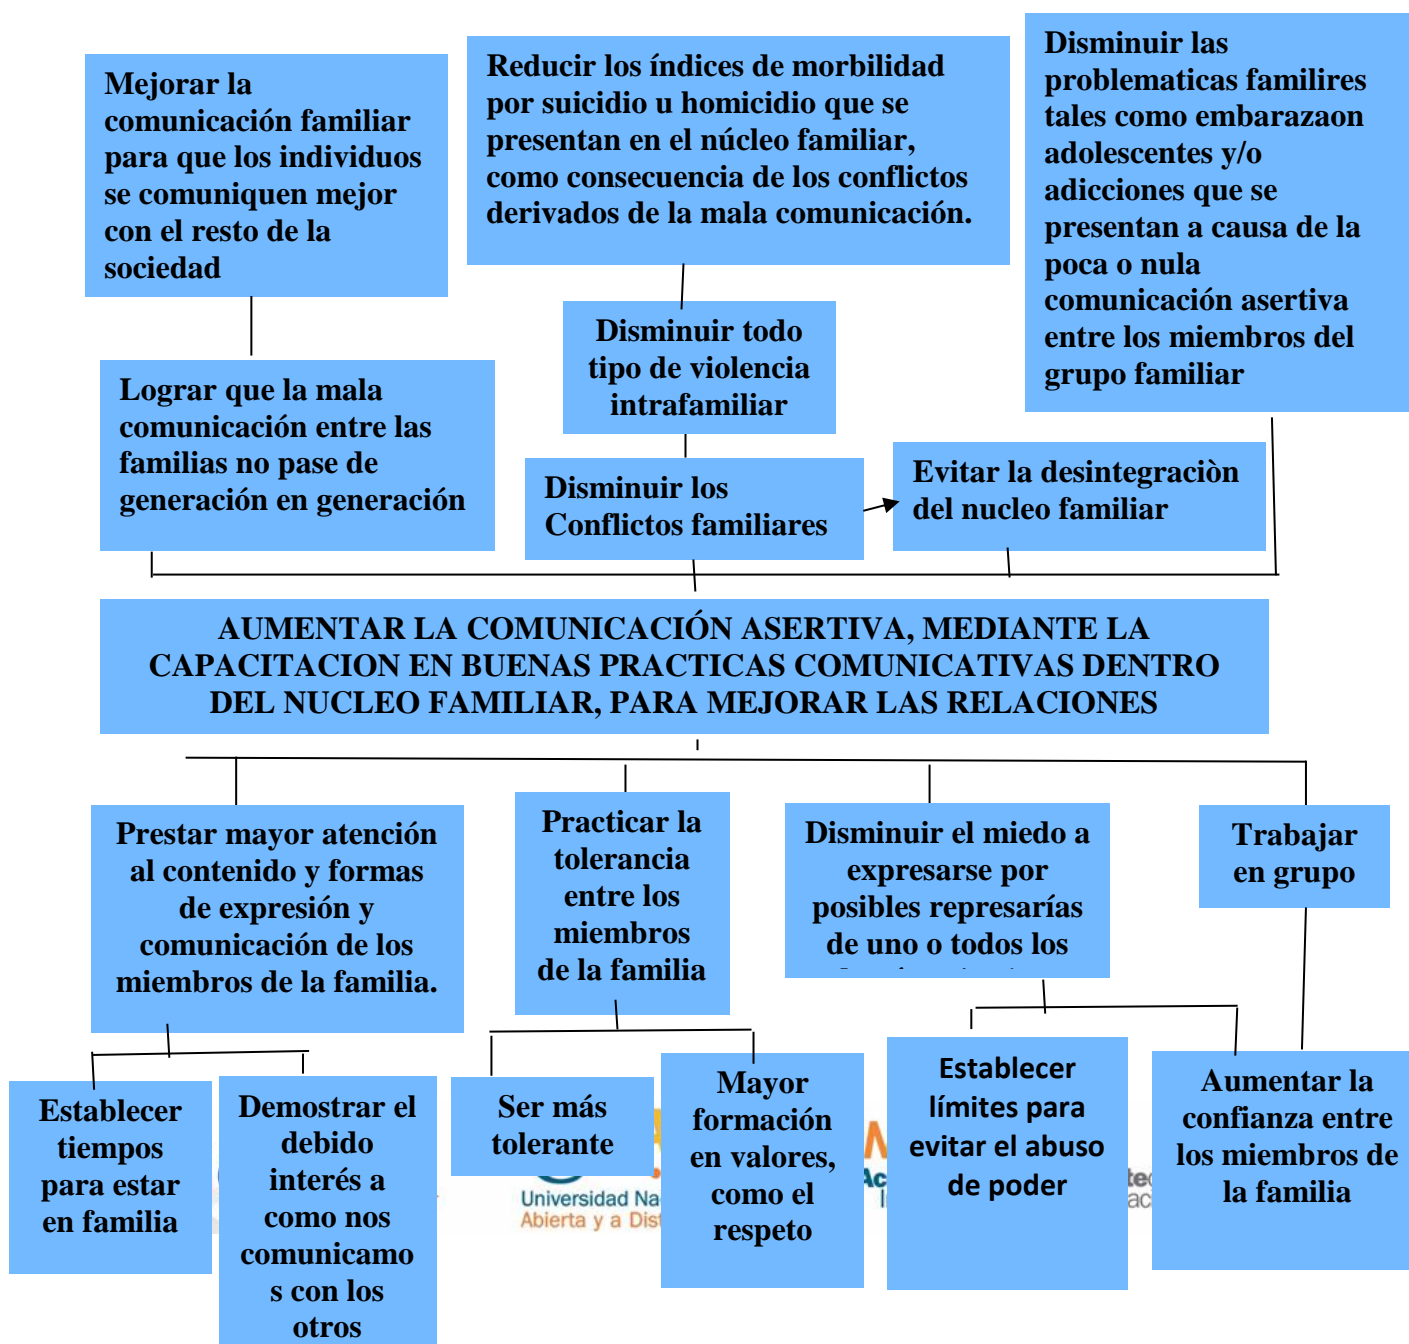 Mejorar la
comunicación familiar
para que los individuos
se comuniquen mejor
con el resto de la
sociedad
Reducir los índices de morbilidad
por suicidio u homicidio que se
presentan en el núcleo familiar,
como consecuencia de los conflictos
derivados de la mala comunicación.
Disminuir las
problematicas familires
tales como embarazaon
adolescentes y/o
adicciones que se
presentan a causa de la
poca o nula
comunicación asertiva
entre los miembros del
grupo familiar
Disminuir todo
tipo de violencia
intrafamiliar
Lograr que la mala
comunicación entre las
familias no pase de
generación en generación
Disminuir los
Conflictos familiares
Evitar la desintegraciòn
del nucleo familiar
AUMENTAR LA COMUNICACIÓN ASERTIVA, MEDIANTE LA
CAPACITACION EN BUENAS PRACTICAS COMUNICATIVAS DENTRO
DEL NUCLEO FAMILIAR, PARA MEJORAR LAS RELACIONES
Prestar mayor atención
al contenido y formas
de expresión y
comunicación de los
miembros de la familia.
Practicar la
tolerancia
entre los
miembros
de la familia
Disminuir el miedo a
expresarse por
posibles represarías
de uno o todos los
Trabajar
en grupo
Establecer
tiempos
para estar
en familia
Demostrar el
debido
interés a
como nos
comunicamo
s con los
otros
Ser más
tolerante
Mayor
formación
en valores,
como el
respeto
Establecer
límites para
evitar el abuso
de poder
Aumentar la
confianza entre
los miembros de
la familia
Universidad Na
Abierta y a Dist